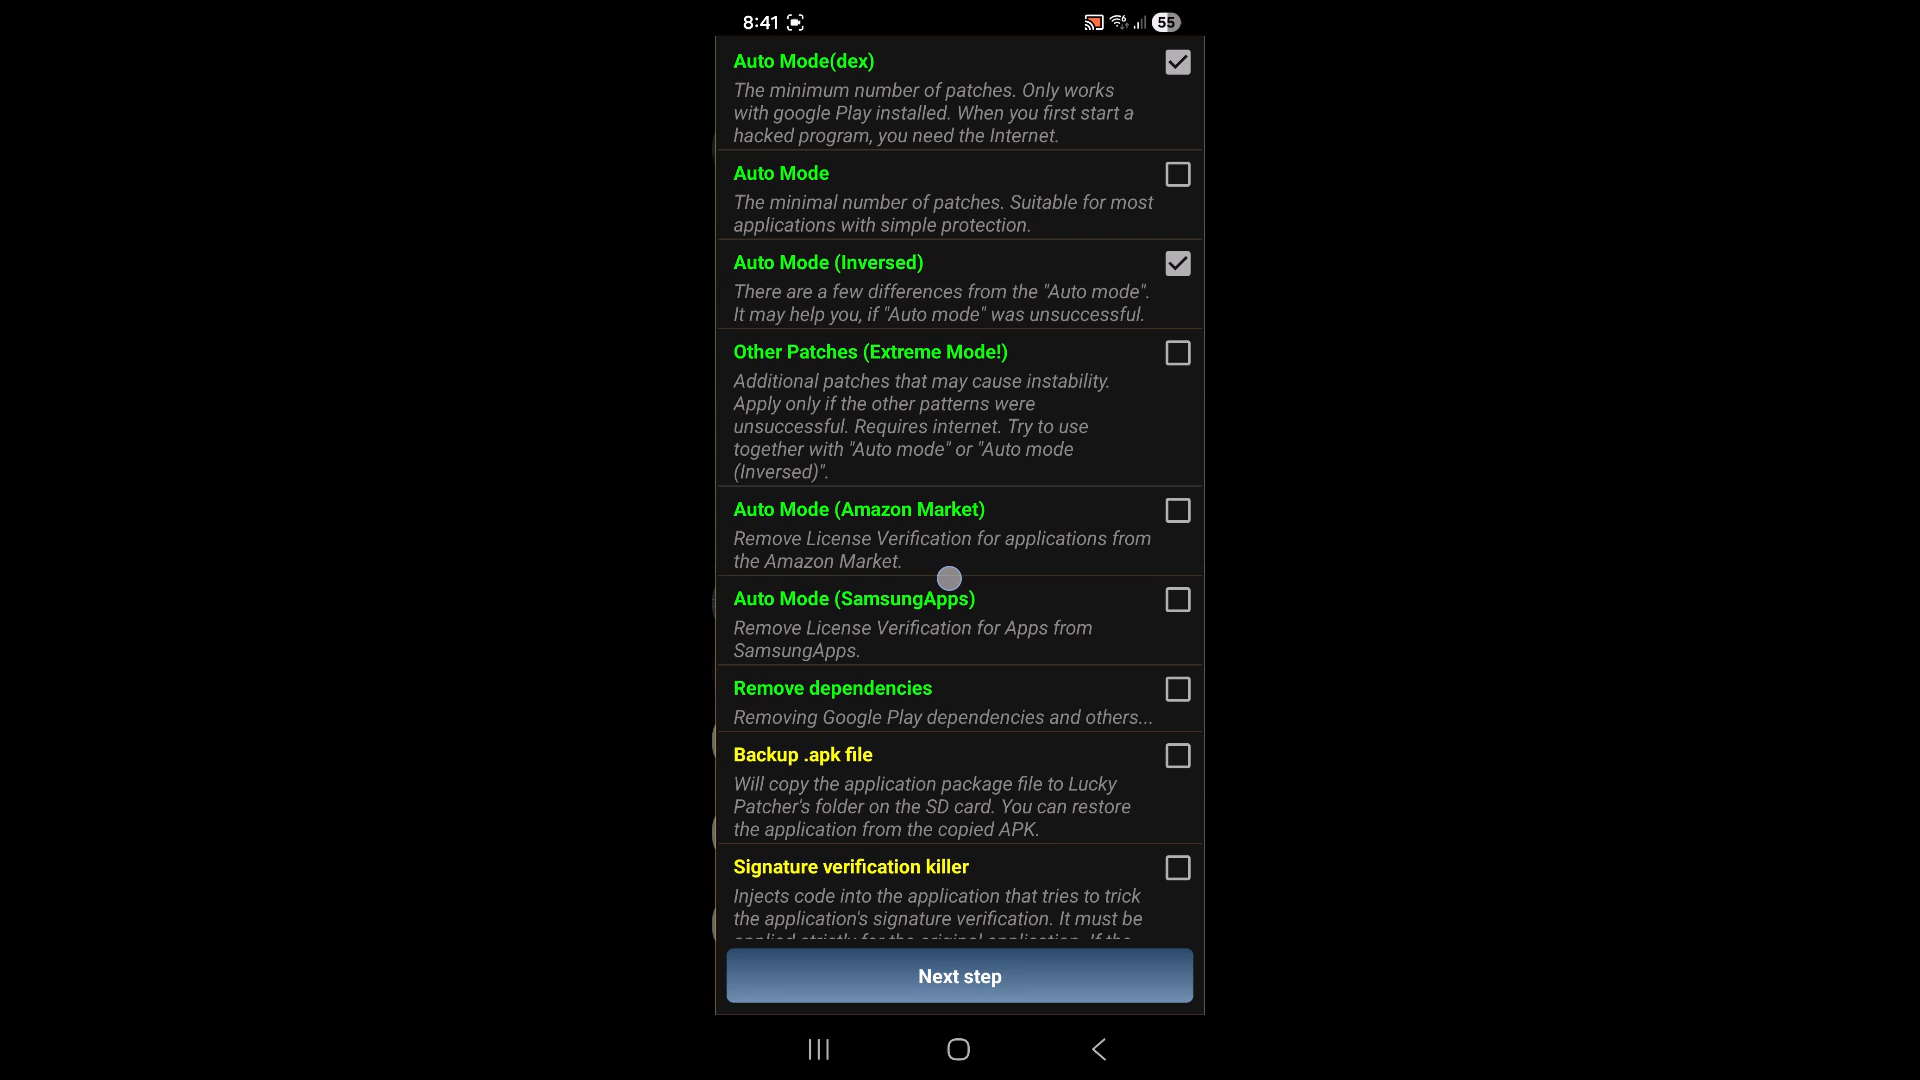 8:41
55
Auto Mode(dex)
The minimum number of patches. Only works
with google Play installed. When you first start a
hacked program, you need the Internet.
Auto Mode
The minimal number of patches. Suitable for most
applications with simple protection.
Auto Mode (Inversed)
There are a few differences from the "Auto mode".
It may help you, if "Auto mode" was unsuccessful.
Other Patches (Extreme Mode!)
Additional patches that may cause instability.
Apply only if the other patterns were
unsuccessful. Requires internet. Try to use
together with "Auto mode" or "Auto mode
(Inversed)".
Auto Mode (Amazon Market)
Remove License Verification for applications from
the Amazon Market.
Auto Mode (SamsungApps)
Remove License Verification for Apps from
SamsungApps.
Remove dependencies
Removing Google Play dependencies and others...
Backup .apk file
Will copy the application package file to Lucky
Patcher's folder on the SD card. You can restore
the application from the copied APK.
Signature verification killer
Injects code into the application that tries to trick
the application's signature verification. It must be
applied strictly for the original application. If the
Next step